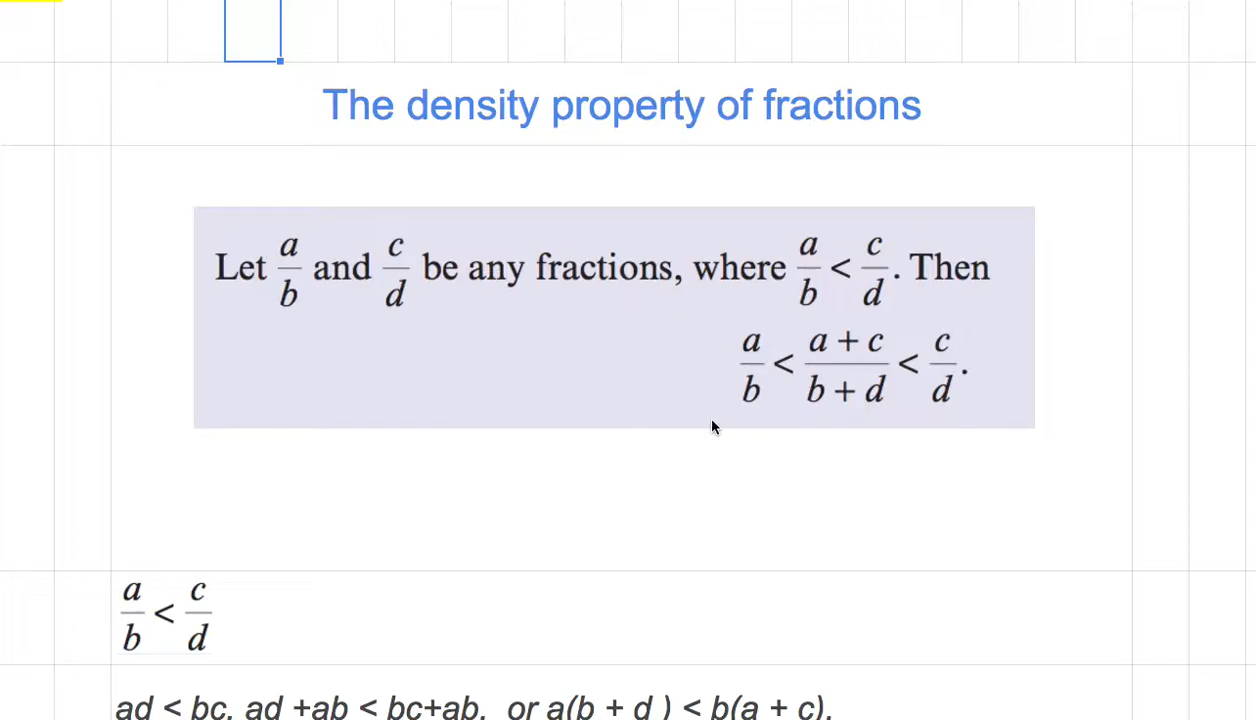 The density property of fractions
Let a/b and c/d be any fractions, where a/b < c/d. Then
a/b < (a + c)/(b + d) < c/d.
a/b < c/d
ad < bc, ad +ab < bc+ab, or a(b + d ) < b(a + c),